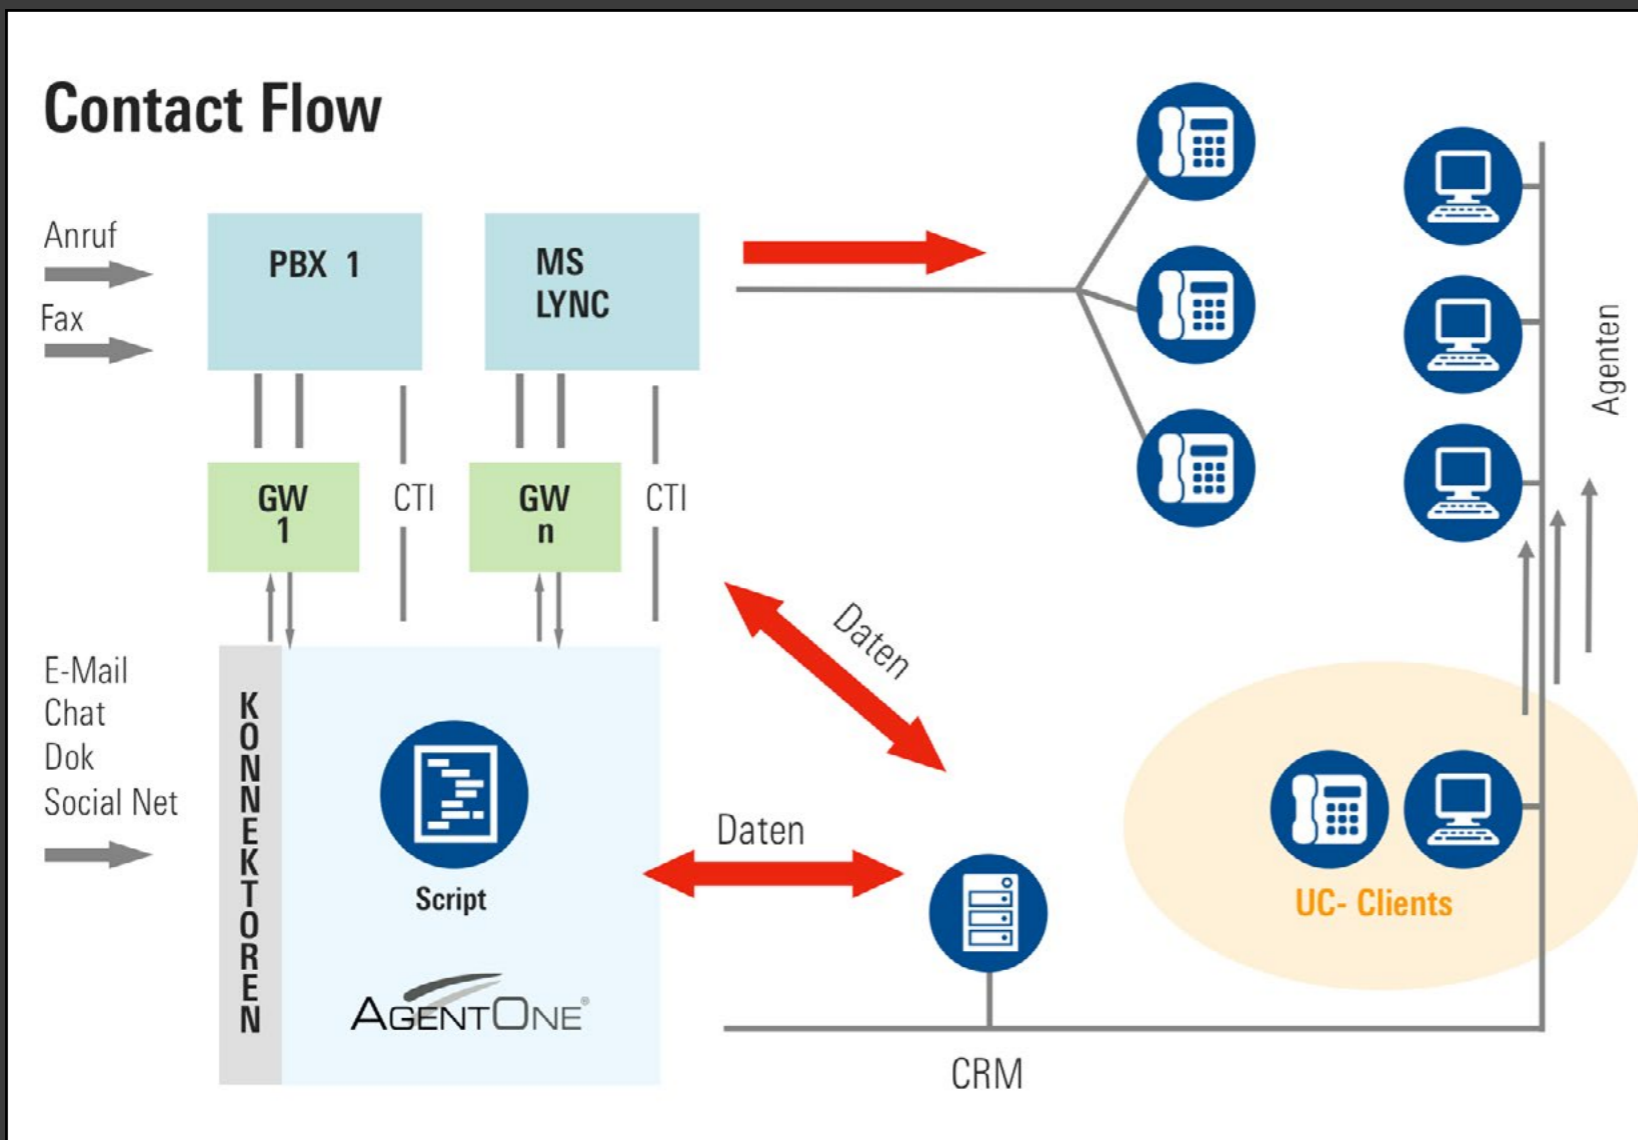 Contact Flow
Anruf
Fax
PBX 1
MS
LYNC
GW
1
CTI
GW
n
CTI
Agenten
E-Mail
Chat
Dok
Social Net
KONNEKTOREN
Script
AGENTONE®
Daten
Daten
CRM
UC- Clients